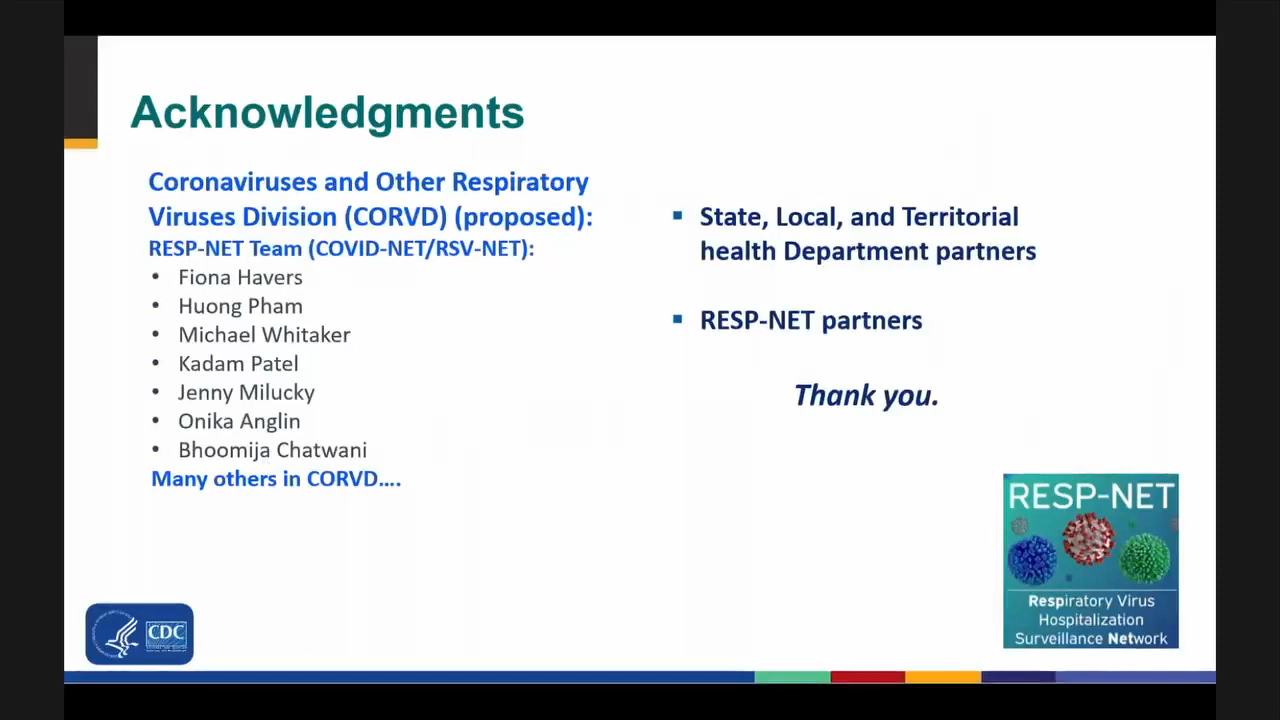 Acknowledgments
Coronaviruses and Other Respiratory
Viruses Division (CORVD) (proposed):
RESP-NET Team (COVID-NET/RSV-NET):
• Fiona Havers
• Huong Pham
• Michael Whitaker
• Kadam Patel
• Jenny Milucky
• Onika Anglin
• Bhoomija Chatwani
Many others in CORVD....
▪ State, Local, and Territorial
health Department partners
▪ RESP-NET partners
Thank you.
RESP-NET
Respiratory Virus
Hospitalization
Surveillance Network
CDC